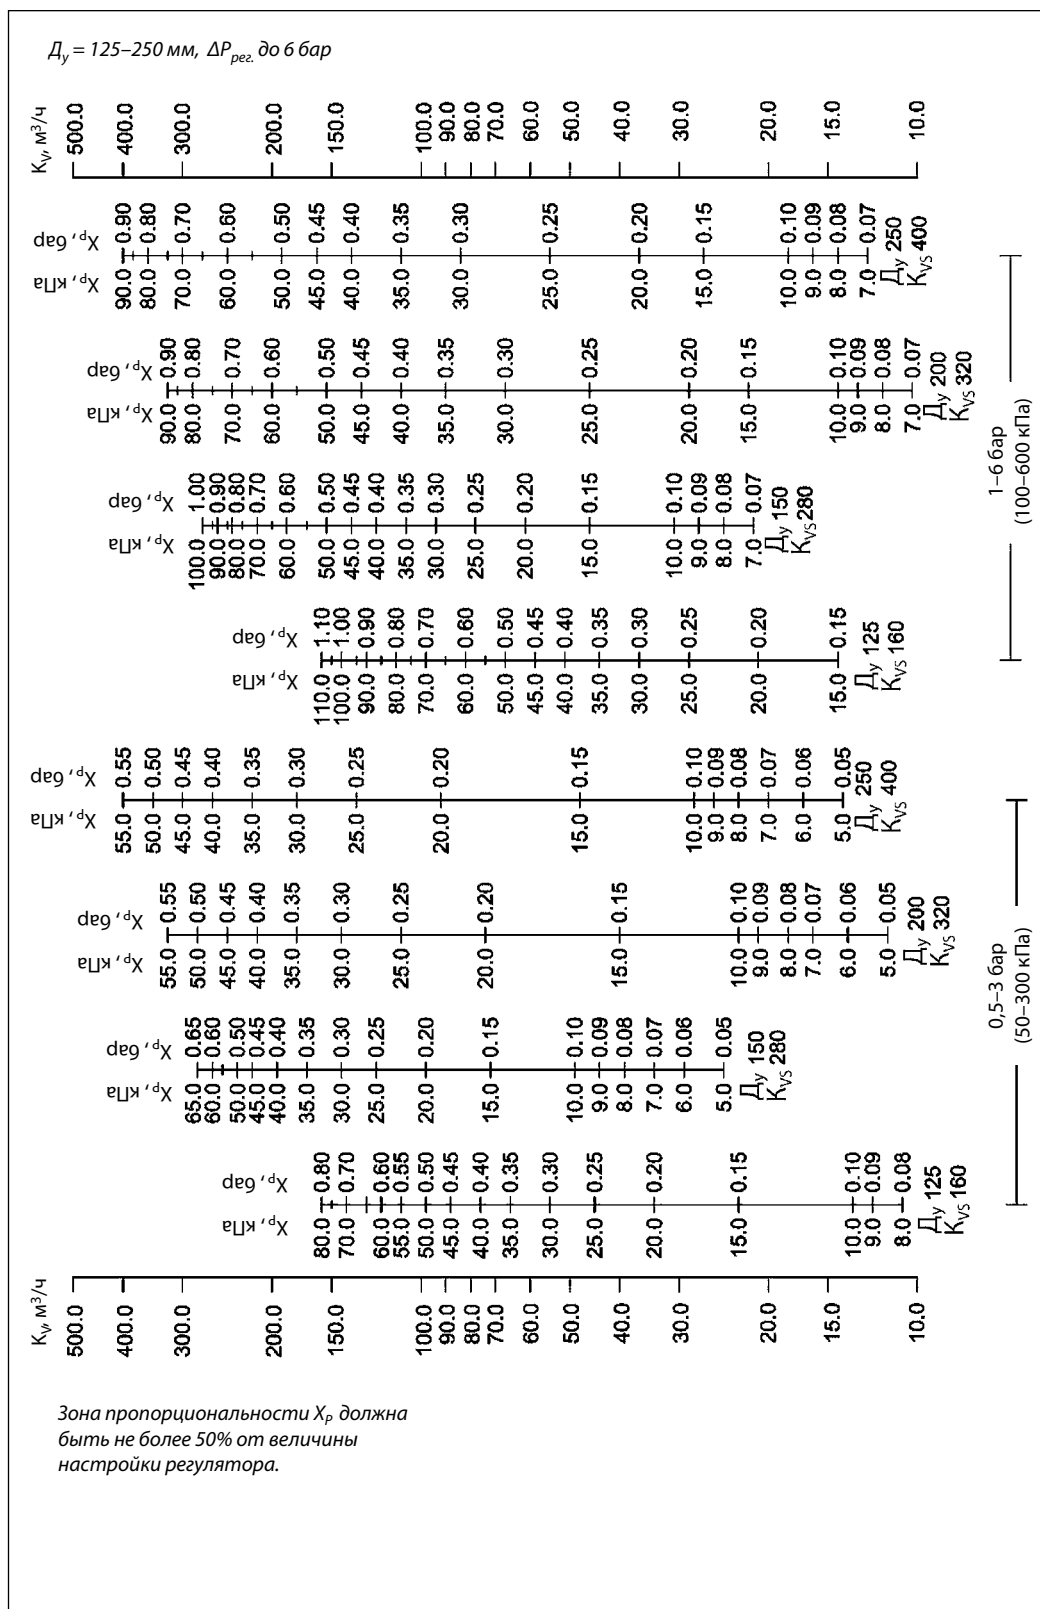 Ду = 125–250 мм, ΔPрег. до 6 бар
Kv, м³/ч
500.0 400.0 300.0 200.0 150.0 100.0 90.0 80.0 70.0 60.0 50.0 40.0 30.0 20.0 15.0 10.0
Xp, бар
0.90 0.80 0.70 0.60 0.50 0.45 0.40 0.35 0.30 0.25 0.20 0.15 0.10 0.09 0.08 0.07
Xp, кПа
90.0 80.0 70.0 60.0 50.0 45.0 40.0 35.0 30.0 25.0 20.0 15.0 10.0 9.0 8.0 7.0
Ду 250
KVS 400
Xp, бар
0.90 0.80 0.70 0.60 0.50 0.45 0.40 0.35 0.30 0.25 0.20 0.15 0.10 0.09 0.08 0.07
Xp, кПа
90.0 80.0 70.0 60.0 50.0 45.0 40.0 35.0 30.0 25.0 20.0 15.0 10.0 9.0 8.0 7.0
Ду 200
KVS 320
Xp, бар
1.00 0.90 0.80 0.70 0.60 0.50 0.45 0.40 0.35 0.30 0.25 0.20 0.15 0.10 0.09 0.08 0.07
Xp, кПа
100.0 90.0 80.0 70.0 60.0 50.0 45.0 40.0 35.0 30.0 25.0 20.0 15.0 10.0 9.0 8.0 7.0
Ду 150
KVS 280
Xp, бар
1.10 1.00 0.90 0.80 0.70 0.60 0.50 0.45 0.40 0.35 0.30 0.25 0.20 0.15
Xp, кПа
110.0 100.0 90.0 80.0 70.0 60.0 50.0 45.0 40.0 35.0 30.0 25.0 20.0 15.0
Ду 125
KVS 160
1–6 бар
(100–600 кПа)
Xp, бар
0.55 0.50 0.45 0.40 0.35 0.30 0.25 0.20 0.15 0.10 0.09 0.08 0.07 0.06 0.05
Xp, кПа
55.0 50.0 45.0 40.0 35.0 30.0 25.0 20.0 15.0 10.0 9.0 8.0 7.0 6.0 5.0
Ду 250
KVS 400
Xp, бар
0.55 0.50 0.45 0.40 0.35 0.30 0.25 0.20 0.15 0.10 0.09 0.08 0.07 0.06 0.05
Xp, кПа
55.0 50.0 45.0 40.0 35.0 30.0 25.0 20.0 15.0 10.0 9.0 8.0 7.0 6.0 5.0
Ду 200
KVS 320
Xp, бар
0.65 0.60 0.50 0.45 0.40 0.35 0.30 0.25 0.20 0.15 0.10 0.09 0.08 0.07 0.06 0.05
Xp, кПа
65.0 60.0 50.0 45.0 40.0 35.0 30.0 25.0 20.0 15.0 10.0 9.0 8.0 7.0 6.0 5.0
Ду 150
KVS 280
Xp, бар
0.80 0.70 0.60 0.55 0.50 0.45 0.40 0.35 0.30 0.25 0.20 0.15 0.10 0.09 0.08
Xp, кПа
80.0 70.0 60.0 55.0 50.0 45.0 40.0 35.0 30.0 25.0 20.0 15.0 10.0 9.0 8.0
Ду 125
KVS 160
0,5–3 бар
(50–300 кПа)
Kv, м³/ч
500.0 400.0 300.0 200.0 150.0 100.0 90.0 80.0 70.0 60.0 50.0 40.0 30.0 20.0 15.0 10.0
Зона пропорциональности XP должна
быть не более 50% от величины
настройки регулятора.